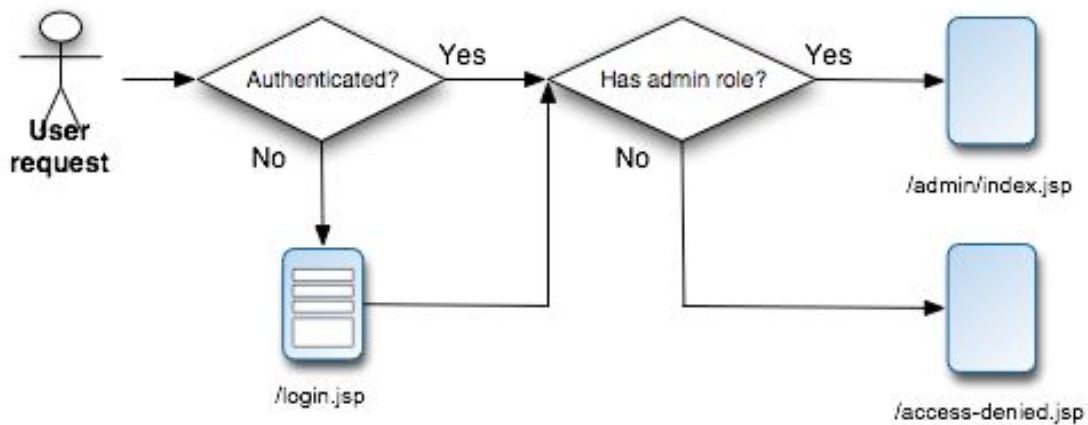 Authenticated?
Yes
Has admin role?
Yes
User
request
No
No
/admin/index.jsp
/login.jsp
/access-denied.jsp